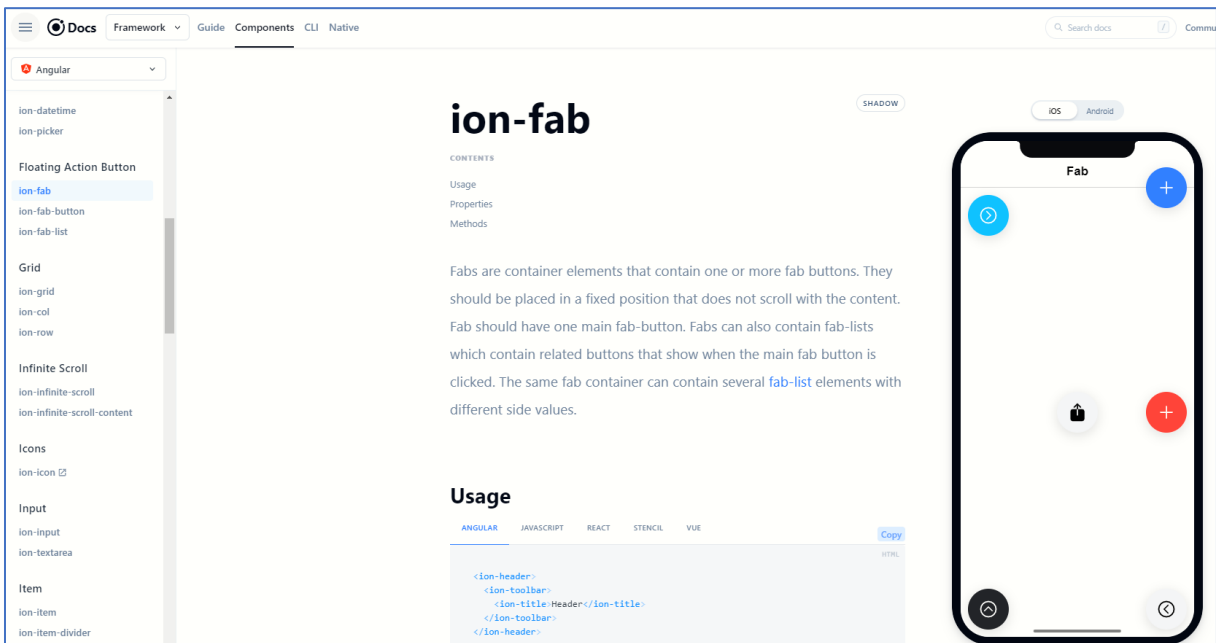 Docs Framework Guide Components CLI Native Search docs / Commu
Angular
ion-datetime
ion-picker
Floating Action Button
ion-fab
ion-fab-button
ion-fab-list
Grid
ion-grid
ion-col
ion-row
Infinite Scroll
ion-infinite-scroll
ion-infinite-scroll-content
Icons
ion-icon
Input
ion-input
ion-textarea
Item
ion-item
ion-item-divider
ion-fab
SHADOW
CONTENTS
Usage
Properties
Methods
Fabs are container elements that contain one or more fab buttons. They
should be placed in a fixed position that does not scroll with the content.
Fab should have one main fab-button. Fabs can also contain fab-lists
which contain related buttons that show when the main fab button is
clicked. The same fab container can contain several fab-list elements with
different side values.
Usage
ANGULAR JAVASCRIPT REACT STENCIL VUE
Copy
HTML
<ion-header>
<ion-toolbar>
<ion-title>Header</ion-title>
</ion-toolbar>
</ion-header>
iOS Android
Fab